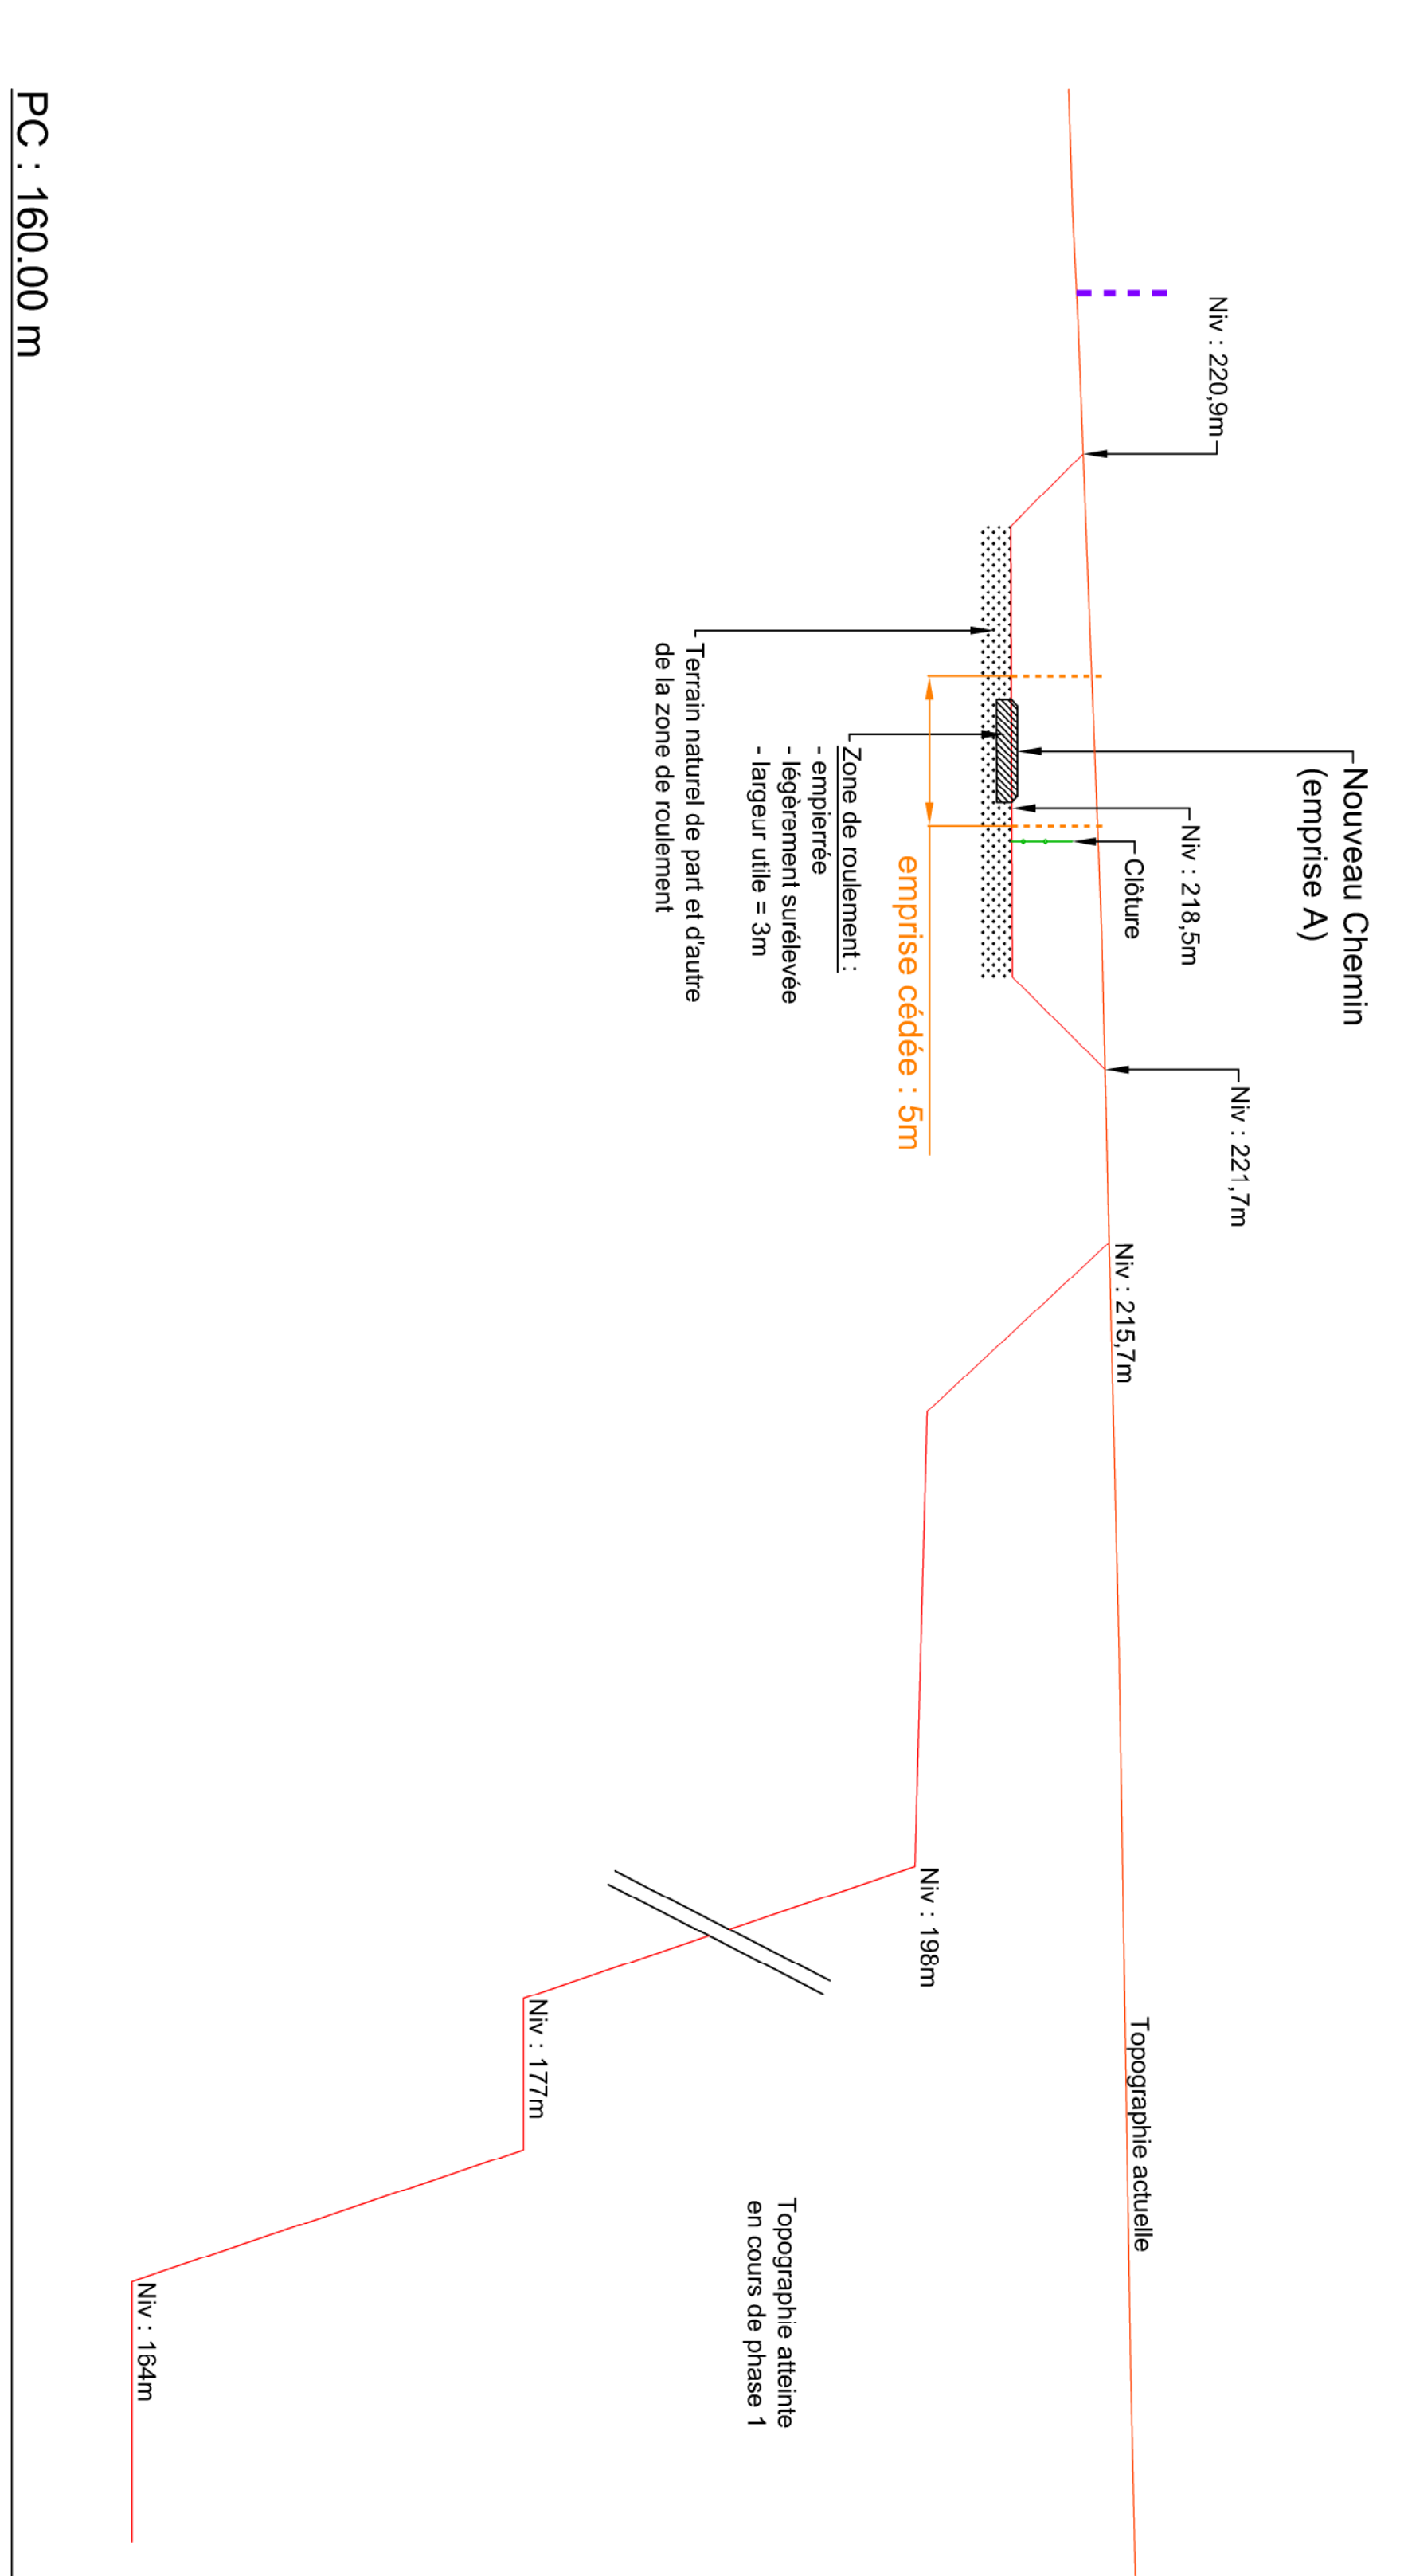 Nouveau Chemin
(emprise A)
Niv : 220,9m
Niv : 218,5m
Clôture
Niv : 221,7m
Niv : 215,7m
Topographie actuelle
emprise cédée : 5m
Zone de roulement :
- empierrée
- légèrement surélevée
- largeur utile = 3m
Terrain naturel de part et d'autre
de la zone de roulement
Niv : 198m
Topographie atteinte
en cours de phase 1
Niv : 177m
Niv : 164m
PC : 160.00 m